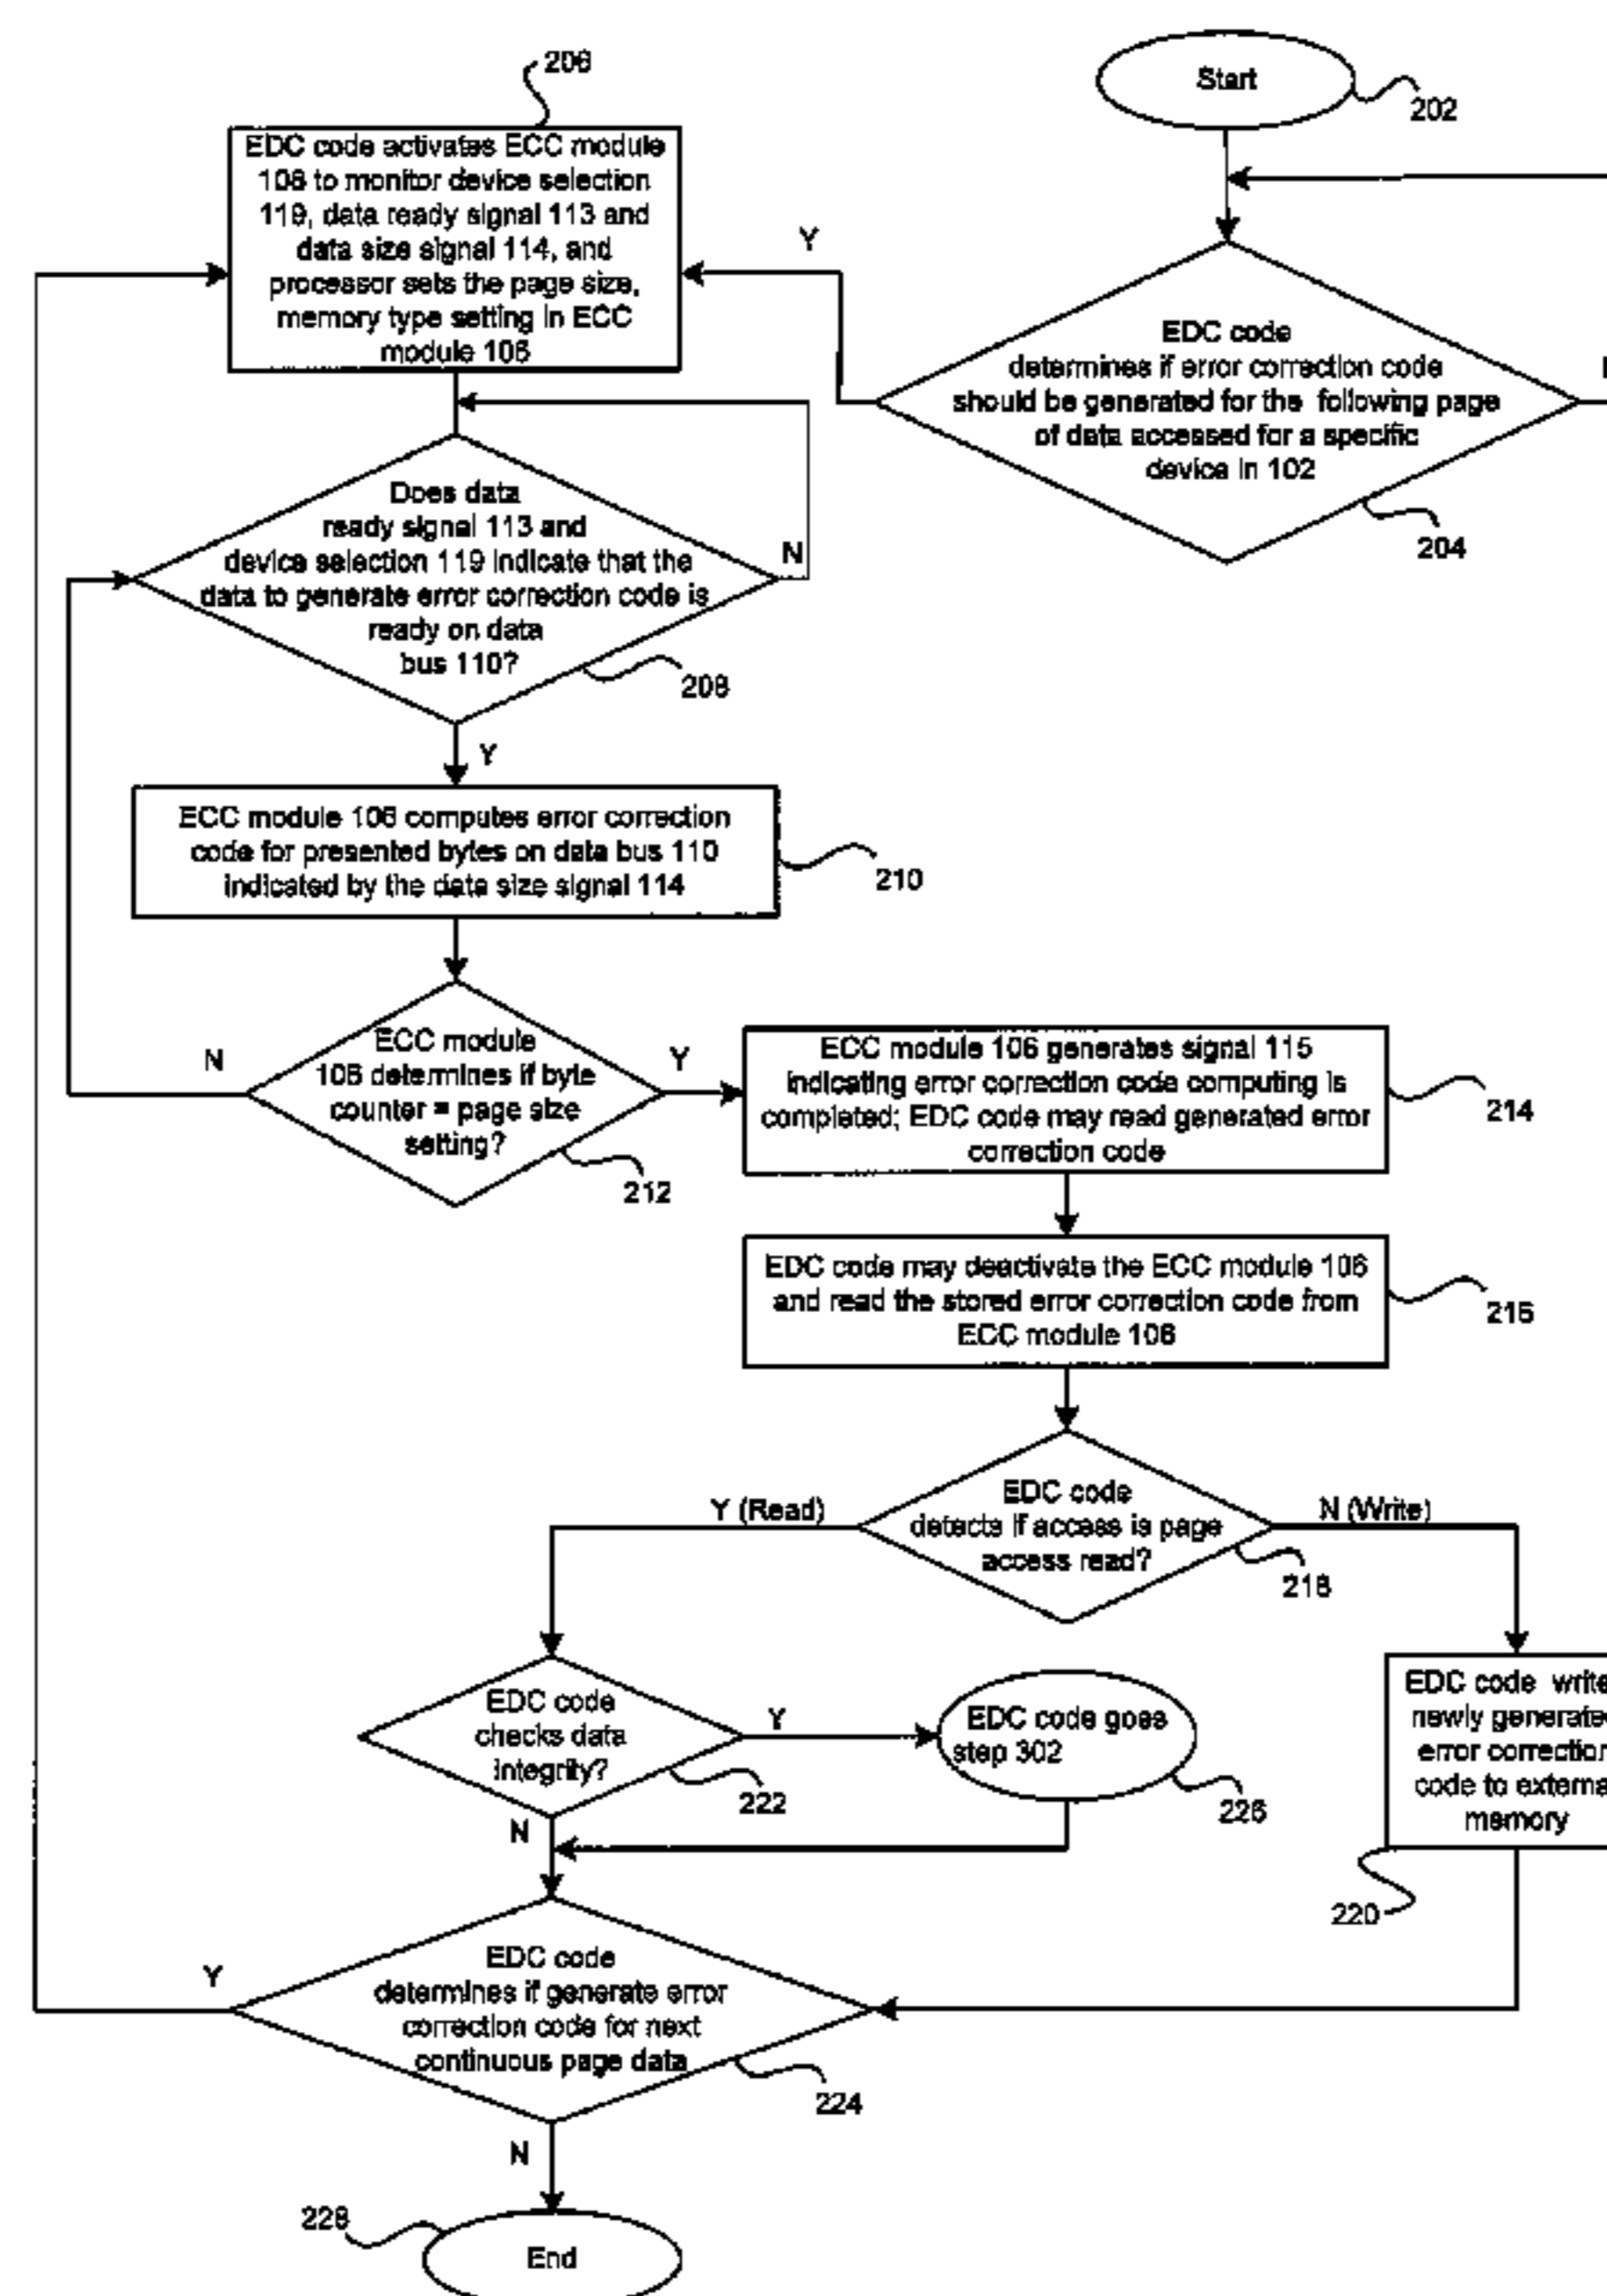 Start
202
EDC code
determines if error correction code
should be generated for the following page
of data accessed for a specific
device in 102
204
Y
206
EDC code activates ECC module
106 to monitor device selection
119, data ready signal 113 and
data size signal 114, and
processor sets the page size,
memory type setting in ECC
module 106
Does data
ready signal 113 and
device selection 119 indicate that the
data to generate error correction code is
ready on data
bus 110?
N
208
Y
ECC module 106 computes error correction
code for presented bytes on data bus 110
indicated by the data size signal 114
210
ECC module
106 determines if byte
counter = page size
setting?
N
Y
212
ECC module 106 generates signal 115
indicating error correction code computing is
completed; EDC code may read generated error
correction code
214
EDC code may deactivate the ECC module 106
and read the stored error correction code from
ECC module 106
216
EDC code
detects if access is page
access read?
Y (Read)
N (Write)
218
EDC code write
newly generate
error correction
code to externa
memory
220
EDC code
checks data
integrity?
Y
222
N
EDC code goes
step 302
226
EDC code
determines if generate error
correction code for next
continuous page data
Y
224
N
228
End